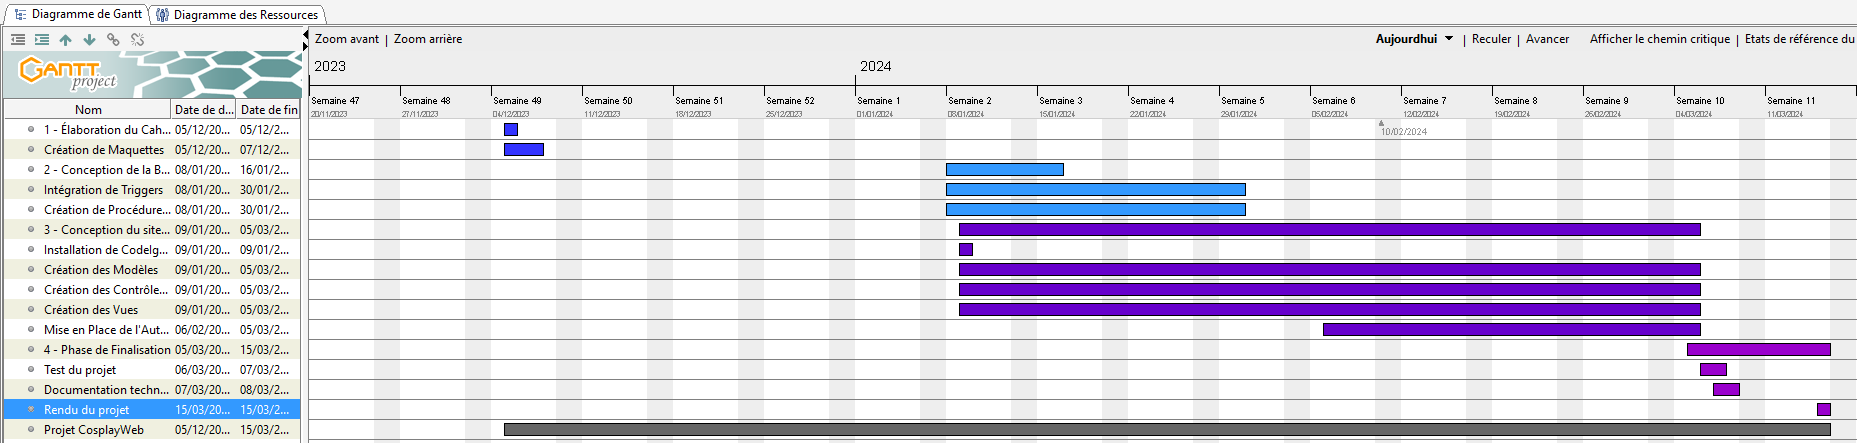 Diagramme de Gantt Diagramme des Ressources
Zoom avant | Zoom arrière Aujourdhui | Reculer | Avancer Afficher le chemin critique | Etats de référence du
GANTT project
2023 2024
Nom Date de d... Date de fin
Semaine 47 Semaine 48 Semaine 49 Semaine 50 Semaine 51 Semaine 52 Semaine 1 Semaine 2 Semaine 3 Semaine 4 Semaine 5 Semaine 6 Semaine 7 Semaine 8 Semaine 9 Semaine 10 Semaine 11
20/11/2023 27/11/2023 04/12/2023 11/12/2023 18/12/2023 25/12/2023 01/01/2024 08/01/2024 15/01/2024 22/01/2024 29/01/2024 05/02/2024 12/02/2024 19/02/2024 26/02/2024 04/03/2024 11/03/2024
10/02/2024
1 - Élaboration du Cah... 05/12/20... 05/12/2...
Création de Maquettes 05/12/20... 07/12/2...
2 - Conception de la B... 08/01/20... 16/01/2...
Intégration de Triggers 08/01/20... 30/01/2...
Création de Procédure... 08/01/20... 30/01/2...
3 - Conception du site... 09/01/20... 05/03/2...
Installation de CodeIg... 09/01/20... 09/01/2...
Création des Modèles 09/01/20... 05/03/2...
Création des Contrôle... 09/01/20... 05/03/2...
Création des Vues 09/01/20... 05/03/2...
Mise en Place de l'Aut... 06/02/20... 05/03/2...
4 - Phase de Finalisation 05/03/20... 15/03/2...
Test du projet 06/03/20... 07/03/2...
Documentation techn... 07/03/20... 08/03/2...
Rendu du projet 15/03/20... 15/03/2...
Projet CosplayWeb 05/12/20... 15/03/2...